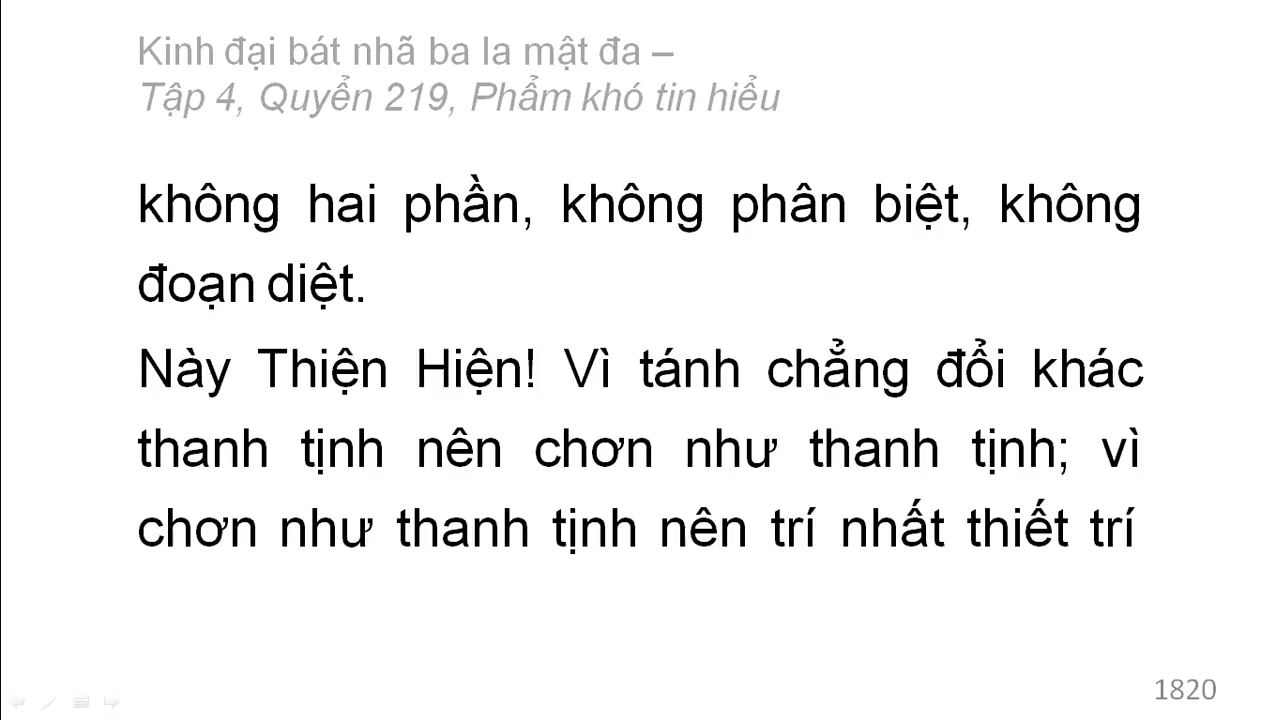 Kinh đại bát nhã ba la mật đa –
Tập 4, Quyển 219, Phẩm khó tin hiểu
không hai phần, không phân biệt, không
đoạn diệt.
Này Thiện Hiện! Vì tánh chẳng đổi khác
thanh tịnh nên chơn như thanh tịnh; vì
chơn như thanh tịnh nên trí nhất thiết trí
1820